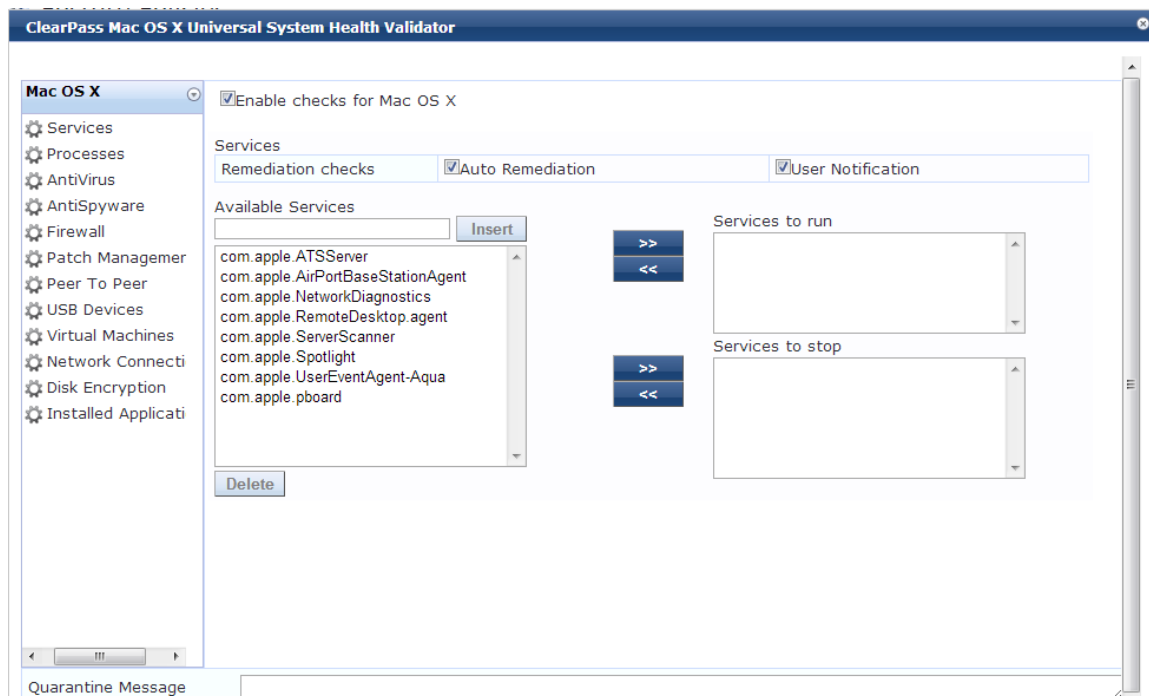 ClearPass Mac OS X Universal System Health Validator
Mac OS X
Enable checks for Mac OS X
Services
Processes
AntiVirus
AntiSpyware
Firewall
Patch Managemer
Peer To Peer
USB Devices
Virtual Machines
Network Connecti
Disk Encryption
Installed Applicati
Services
Remediation checks Auto Remediation User Notification
Available Services
Insert
com.apple.ATSServer
com.apple.AirPortBaseStationAgent
com.apple.NetworkDiagnostics
com.apple.RemoteDesktop.agent
com.apple.ServerScanner
com.apple.Spotlight
com.apple.UserEventAgent-Aqua
com.apple.pboard
Delete
>>
<<
Services to run
>>
<<
Services to stop
Quarantine Message